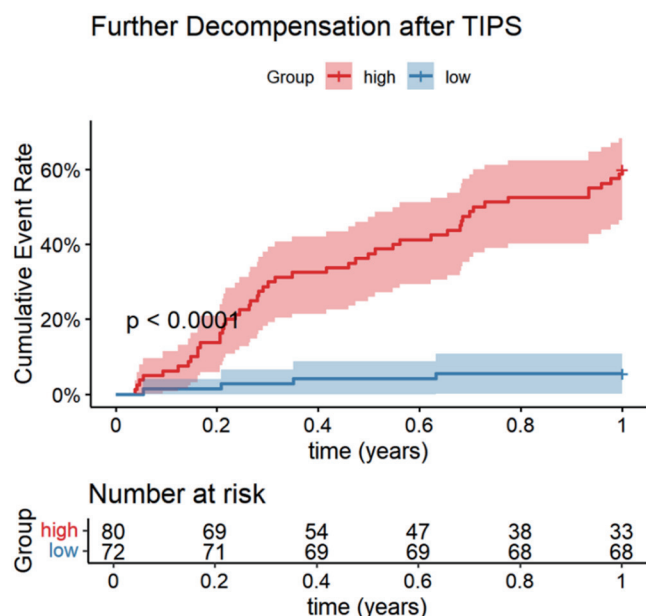 Further Decompensation after TIPS
Group high low
Cumulative Event Rate
60%
40%
20%
0%
p < 0.0001
0 0.2 0.4 0.6 0.8 1
time (years)
Number at risk
Group
high 80 69 54 47 38 33
low 72 71 69 69 68 68
0 0.2 0.4 0.6 0.8 1
time (years)